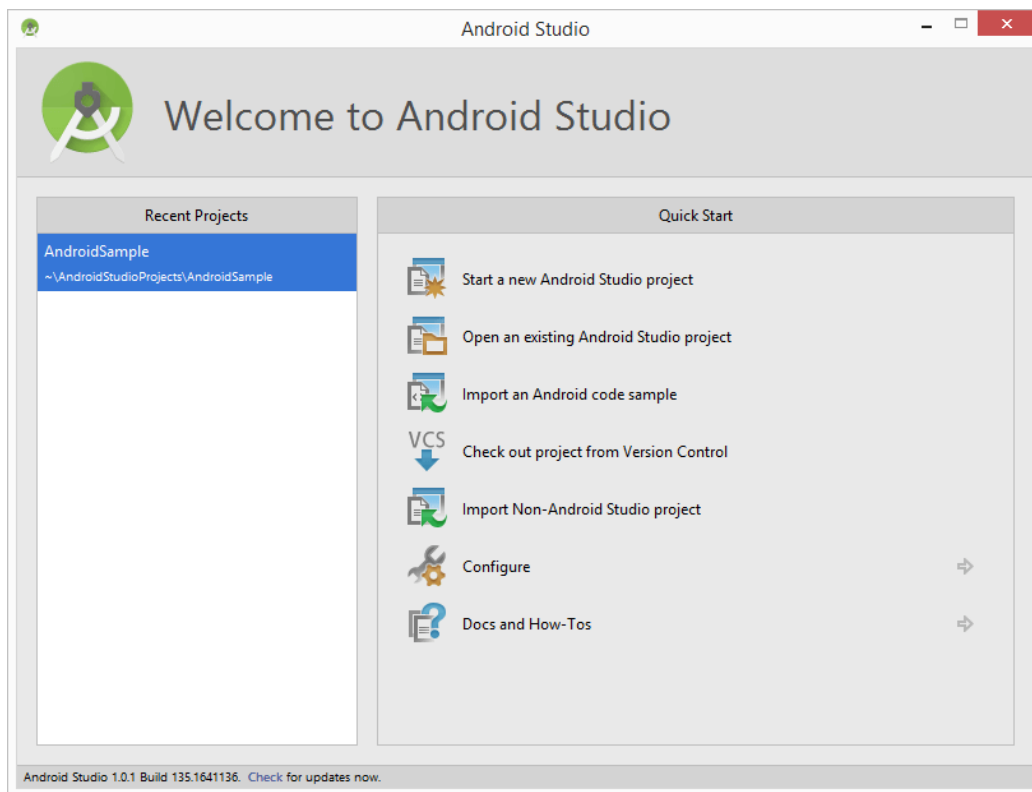 Android Studio
Welcome to Android Studio
Recent Projects
AndroidSample
~\AndroidStudioProjects\AndroidSample
Quick Start
Start a new Android Studio project
Open an existing Android Studio project
Import an Android code sample
VCS
Check out project from Version Control
Import Non-Android Studio project
Configure
Docs and How-Tos
Android Studio 1.0.1 Build 135.1641136. Check for updates now.